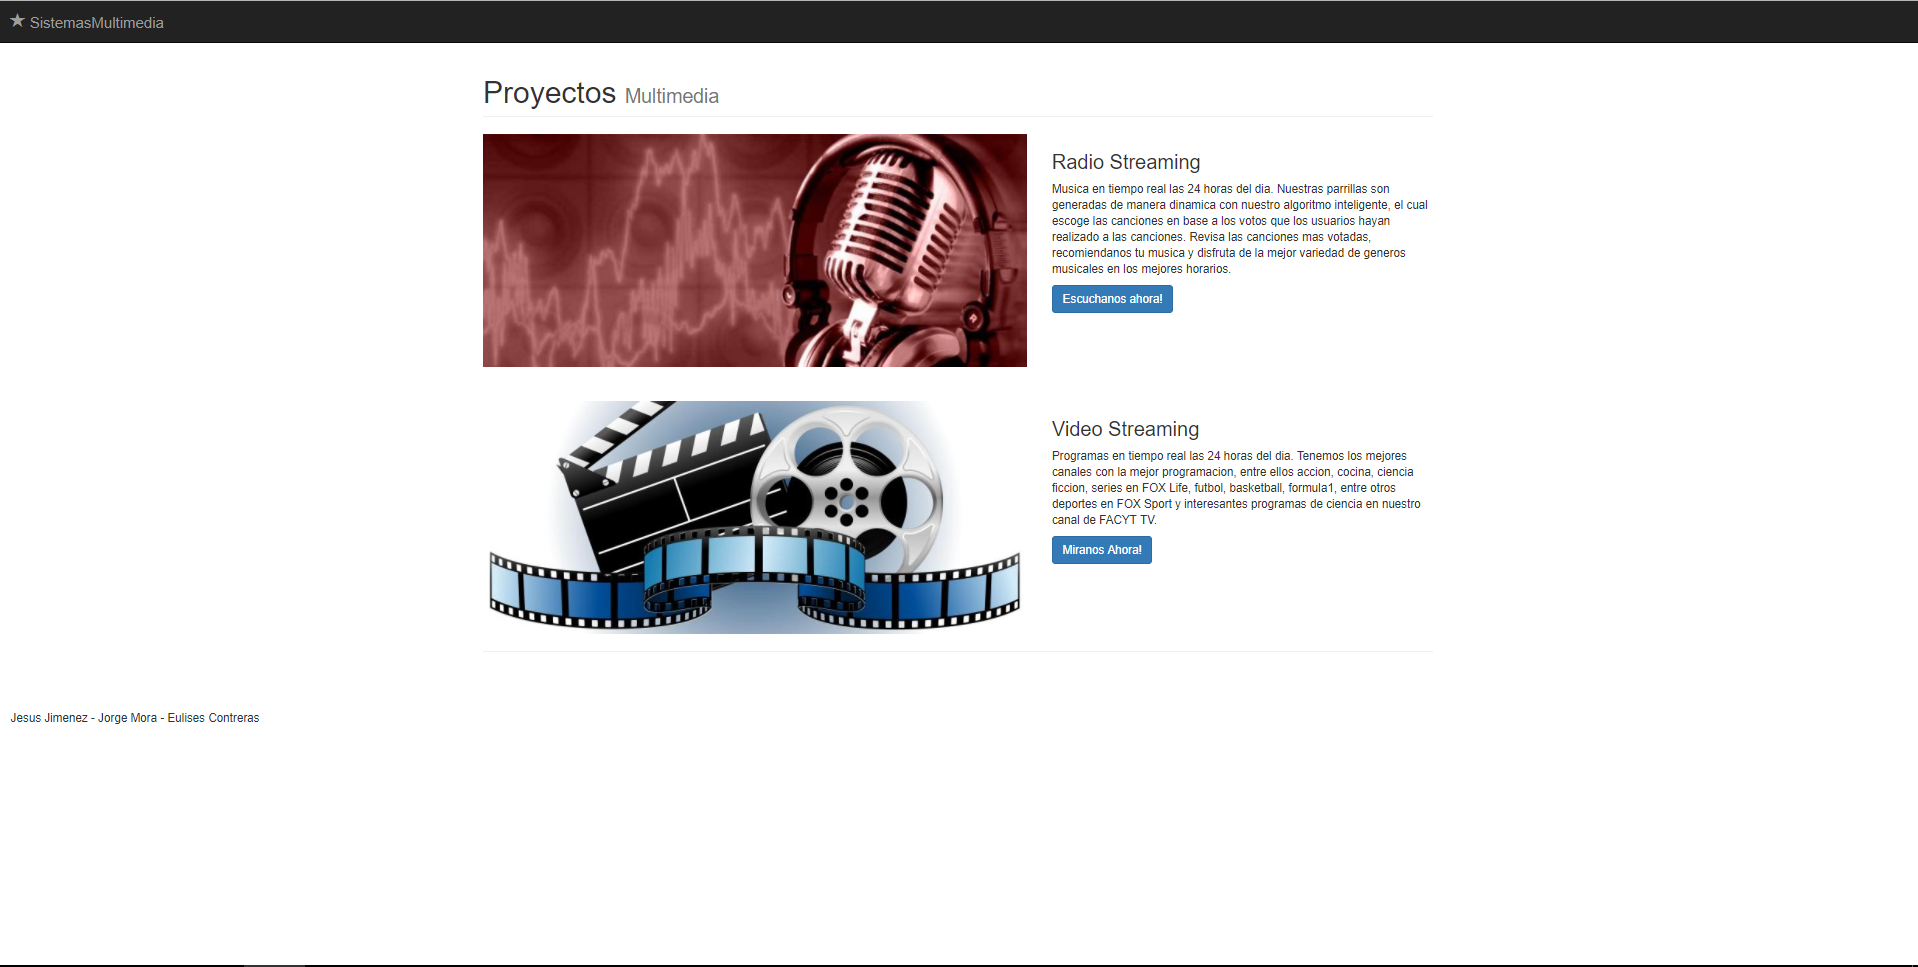 SistemasMultimedia
Proyectos Multimedia
Radio Streaming
Musica en tiempo real las 24 horas del dia. Nuestras parrillas son
generadas de manera dinamica con nuestro algoritmo inteligente, el cual
escoge las canciones en base a los votos que los usuarios hayan
realizado a las canciones. Revisa las canciones mas votadas,
recomiendanos tu musica y disfruta de la mejor variedad de generos
musicales en los mejores horarios.
Escuchanos ahora!
Video Streaming
Programas en tiempo real las 24 horas del dia. Tenemos los mejores
canales con la mejor programacion, entre ellos accion, cocina, ciencia
ficcion, series en FOX Life, futbol, basketball, formula1, entre otros
deportes en FOX Sport y interesantes programas de ciencia en nuestro
canal de FACYT TV.
Miranos Ahora!
Jesus Jimenez - Jorge Mora - Eulises Contreras